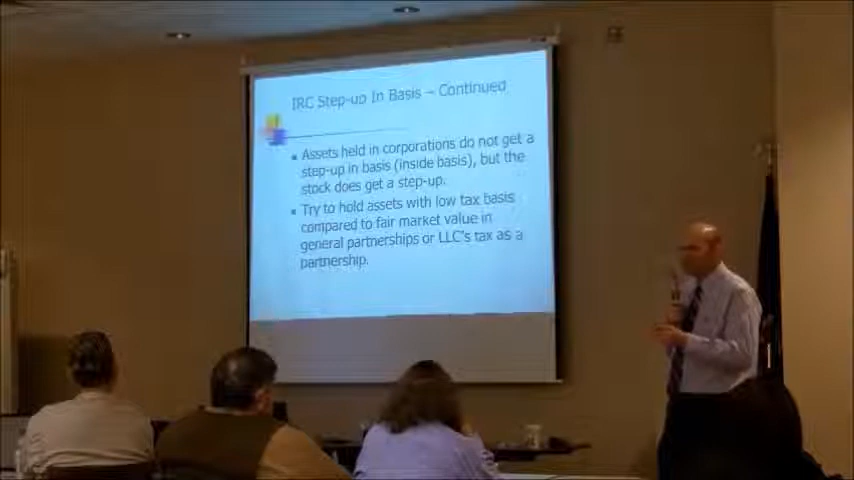 IRC Step-up In Basis – Continued
▪ Assets held in corporations do not get a
step-up in basis (inside basis), but the
stock does get a step-up.
▪ Try to hold assets with low tax basis
compared to fair market value in
general partnerships or LLC's tax as a
partnership.